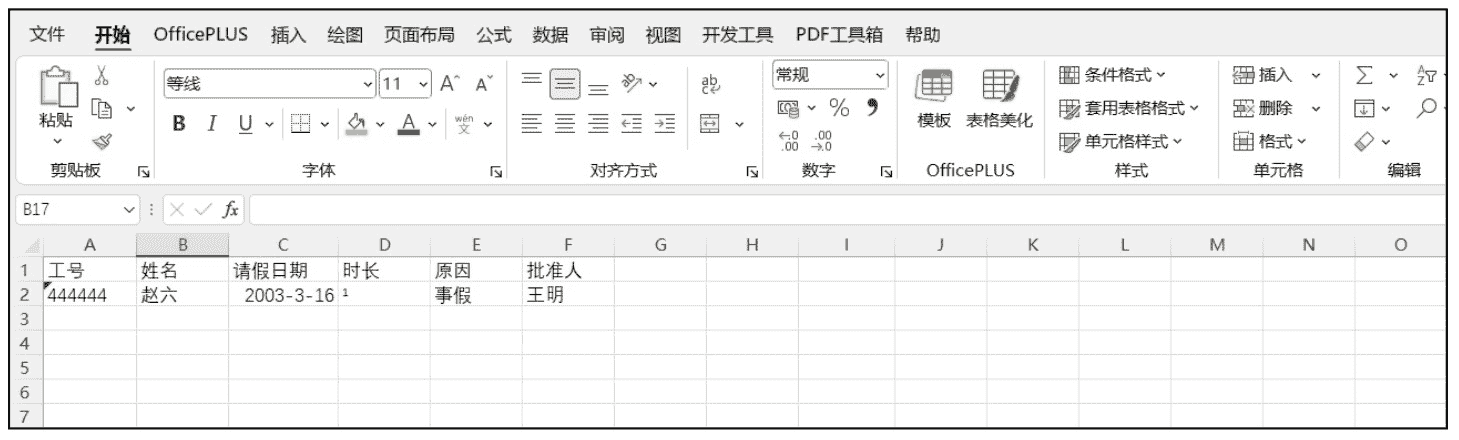 文件 开始 OfficePLUS 插入 绘图 页面布局 公式 数据 审阅 视图 开发工具 PDF工具箱 帮助
等线 11 A^ A˅ ab 常规 条件格式 插入
粘贴 B I U A wén 文 % 模板 表格美化 套用表格格式 删除
.00 .00 单元格样式 格式
剪贴板 字体 对齐方式 数字 OfficePLUS 样式 单元格 编辑
B17 fx
A B C D E F G H I J K L M N O
1 工号 姓名 请假日期 时长 原因 批准人
2 444444 赵六 2003-3-16 1 事假 王明
3
4
5
6
7